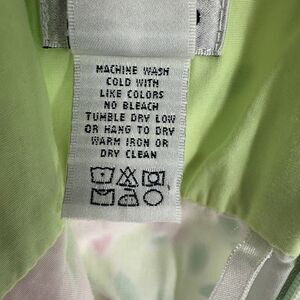 MACHINE WASH
COLD WITH
LIKE COLORS
NO BLEACH
TUMBLE DRY LOW
OR HANG TO DRY
WARM IRON OR
DRY CLEAN